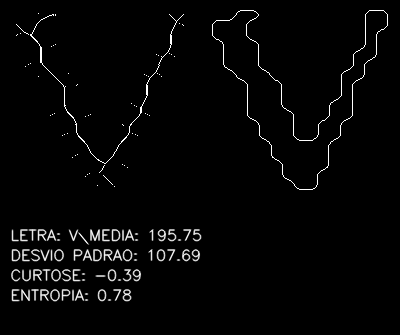 LETRA: V\MEDIA: 195.75
DESVIO PADRAO: 107.69
CURTOSE: -0.39
ENTROPIA: 0.78